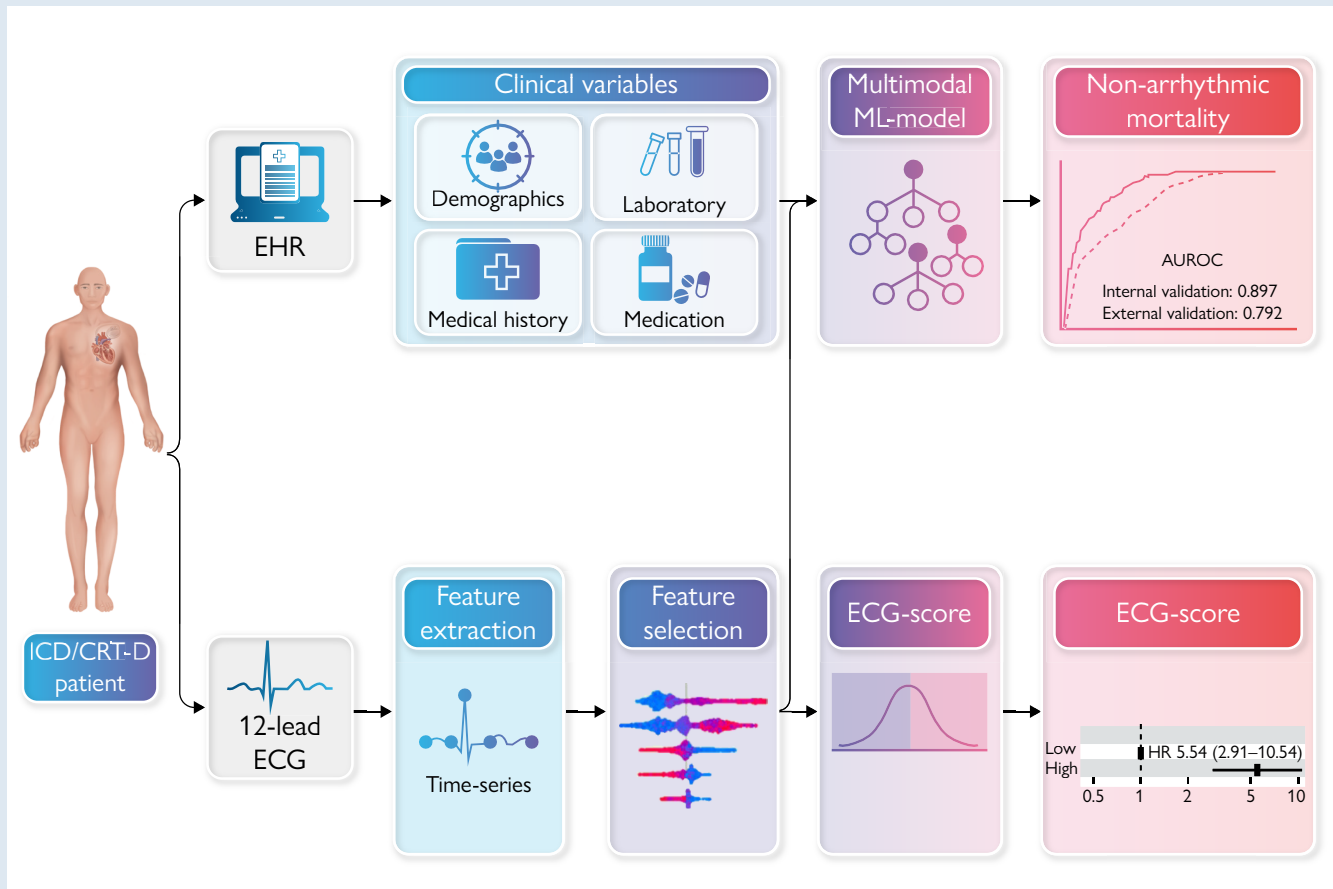 Clinical variables
Demographics
Laboratory
Medical history
Medication
EHR
Multimodal
ML-model
Non-arrhythmic
mortality
AUROC
Internal validation: 0.897
External validation: 0.792
ICD/CRT-D
patient
12-lead
ECG
Feature
extraction
Time-series
Feature
selection
ECG-score
ECG-score
Low
HR 5.54 (2.91–10.54)
High
0.5 1 2 5 10